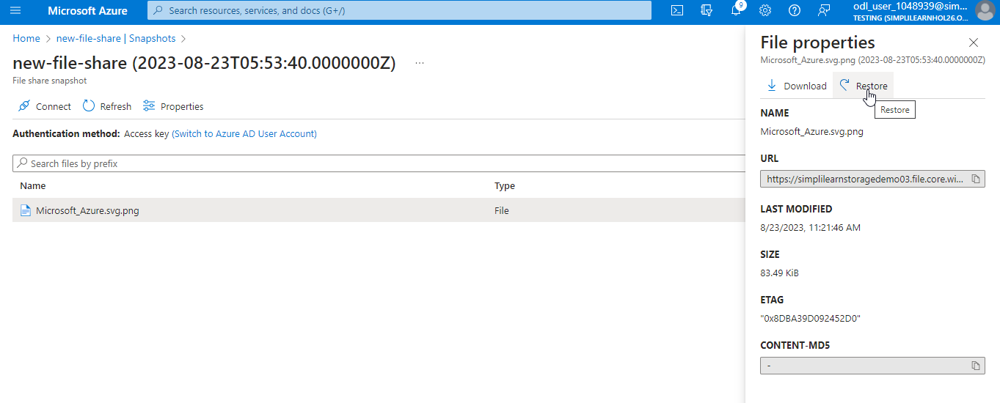 Microsoft Azure
Search resources, services, and docs (G+/)
9
odl_user_1048939@sim...
TESTING (SIMPLILEARNHOL26.O...
Home > new-file-share | Snapshots >
new-file-share (2023-08-23T05:53:40.0000000Z) ...
File share snapshot
Connect Refresh Properties
Authentication method: Access key (Switch to Azure AD User Account)
Search files by prefix
Name Type
Microsoft_Azure.svg.png File
File properties
Microsoft_Azure.svg.png (2023-08-23T05:53:40.0000000Z)
Download Restore
Restore
NAME
Microsoft_Azure.svg.png
URL
https://simplilearnstoragedemo03.file.core.wi...
LAST MODIFIED
8/23/2023, 11:21:46 AM
SIZE
83.49 KiB
ETAG
"0x8DBA39D092452D0"
CONTENT-MD5
-